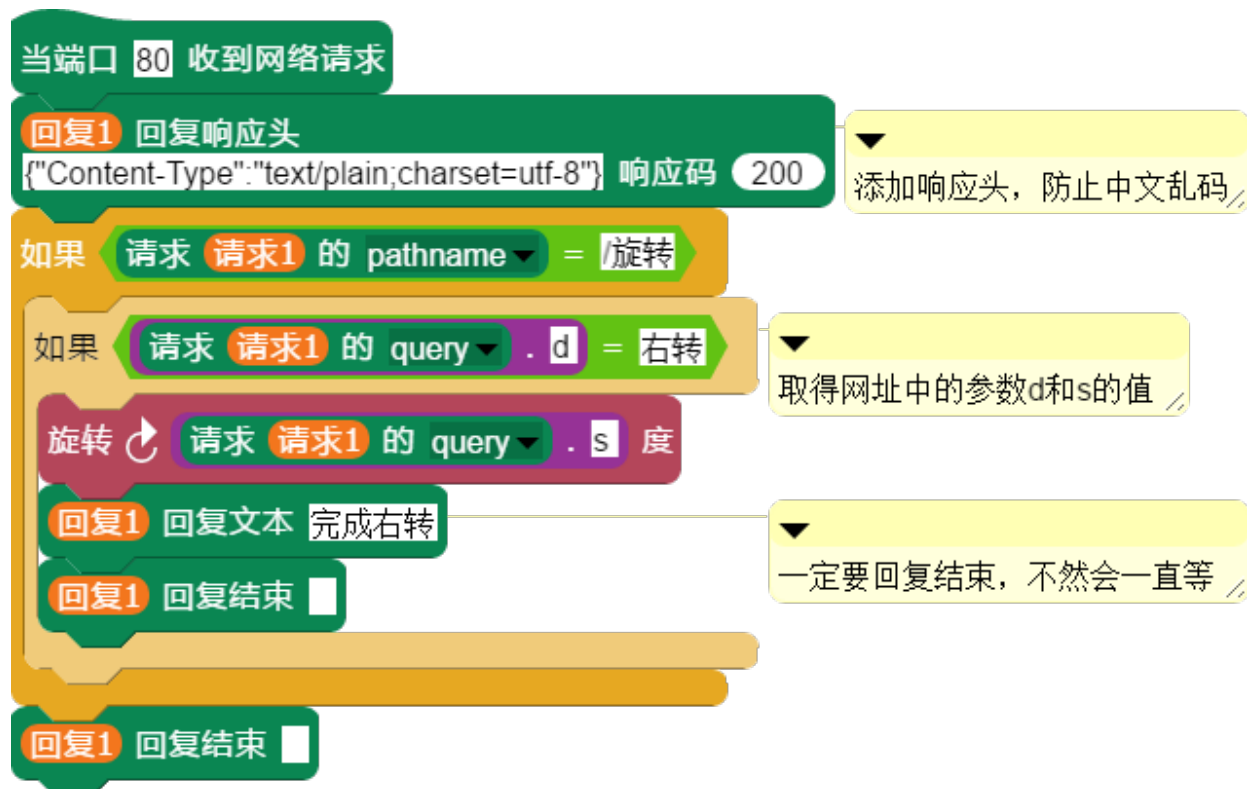 当端口 80 收到网络请求
回复1 回复响应头
{"Content-Type":"text/plain;charset=utf-8"} 响应码 200
添加响应头，防止中文乱码
如果 请求 请求1 的 pathname = /旋转
如果 请求 请求1 的 query . d = 右转
取得网址中的参数d和s的值
旋转 请求 请求1 的 query . s 度
回复1 回复文本 完成右转
一定要回复结束，不然会一直等
回复1 回复结束
回复1 回复结束